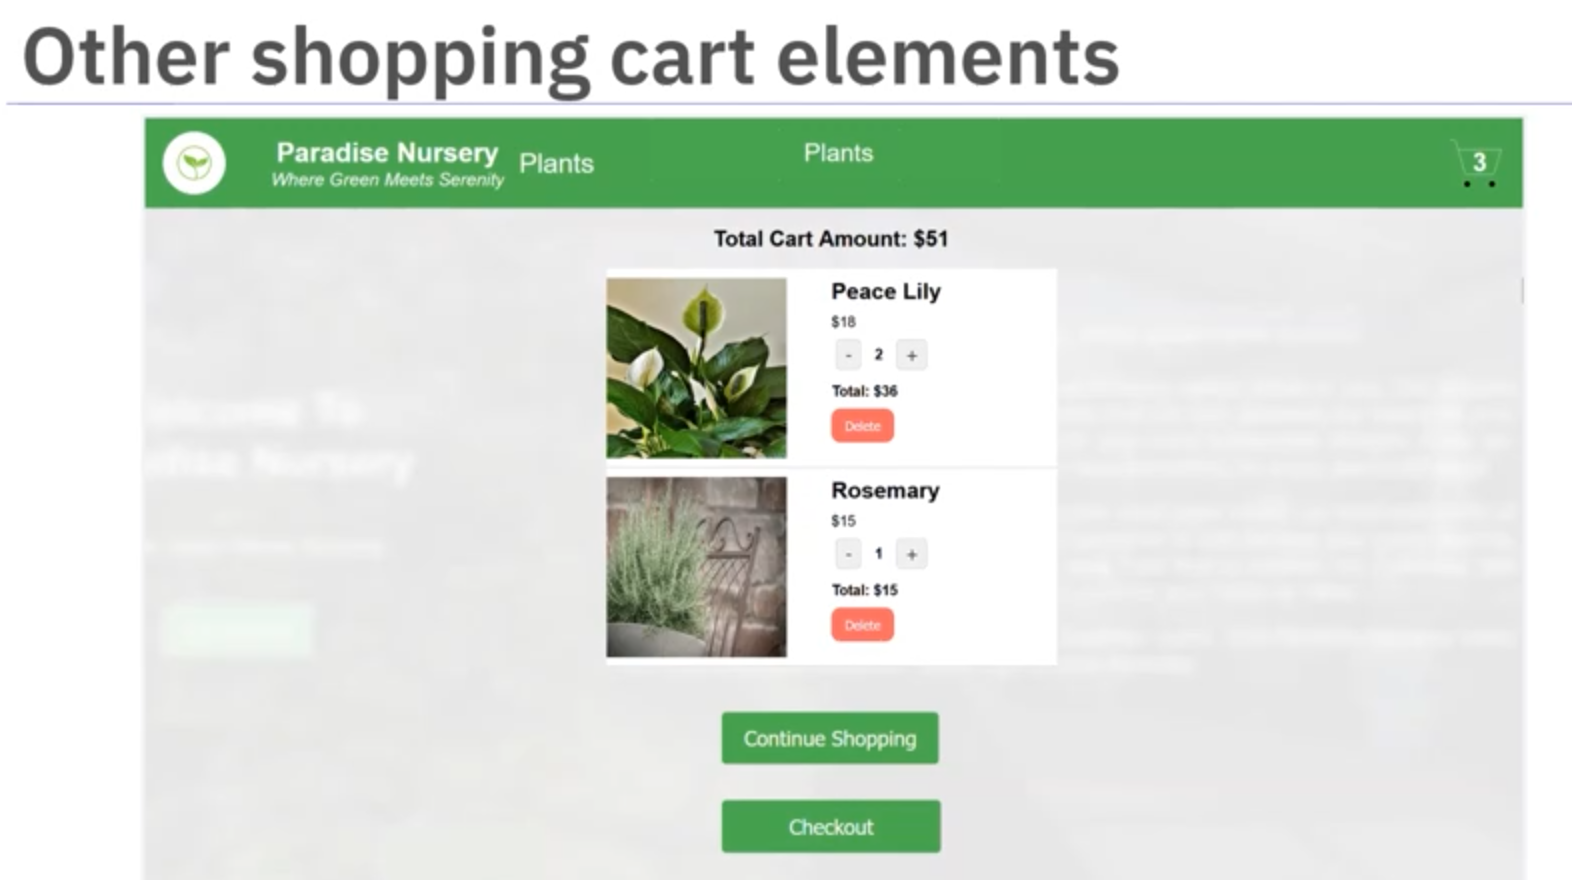 Other shopping cart elements
Paradise Nursery
Where Green Meets Serenity
Plants
Plants
3
Total Cart Amount: $51
Peace Lily
$18
- 2 +
Total: $36
Delete
Rosemary
$15
- 1 +
Total: $15
Delete
Continue Shopping
Checkout